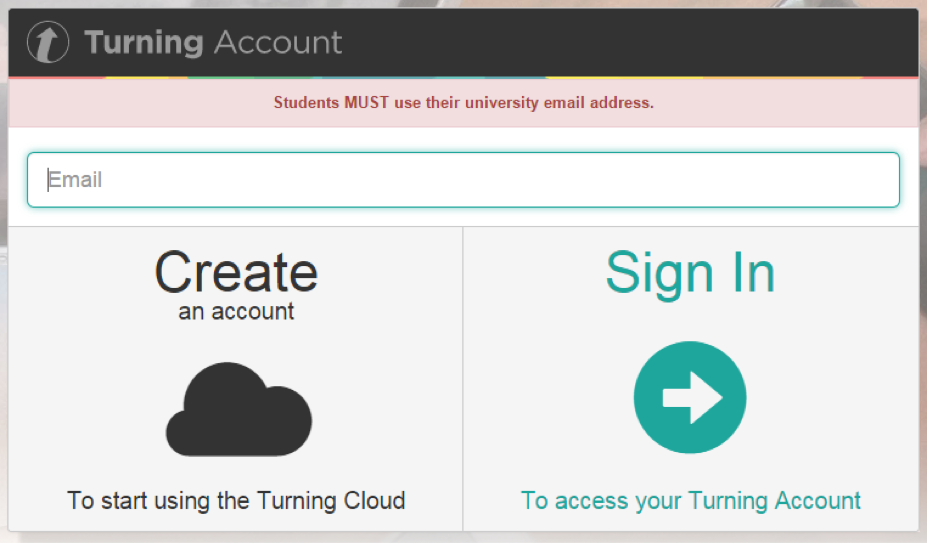 Turning Account
Students MUST use their university email address.
Email
Create
an account
To start using the Turning Cloud
Sign In
To access your Turning Account